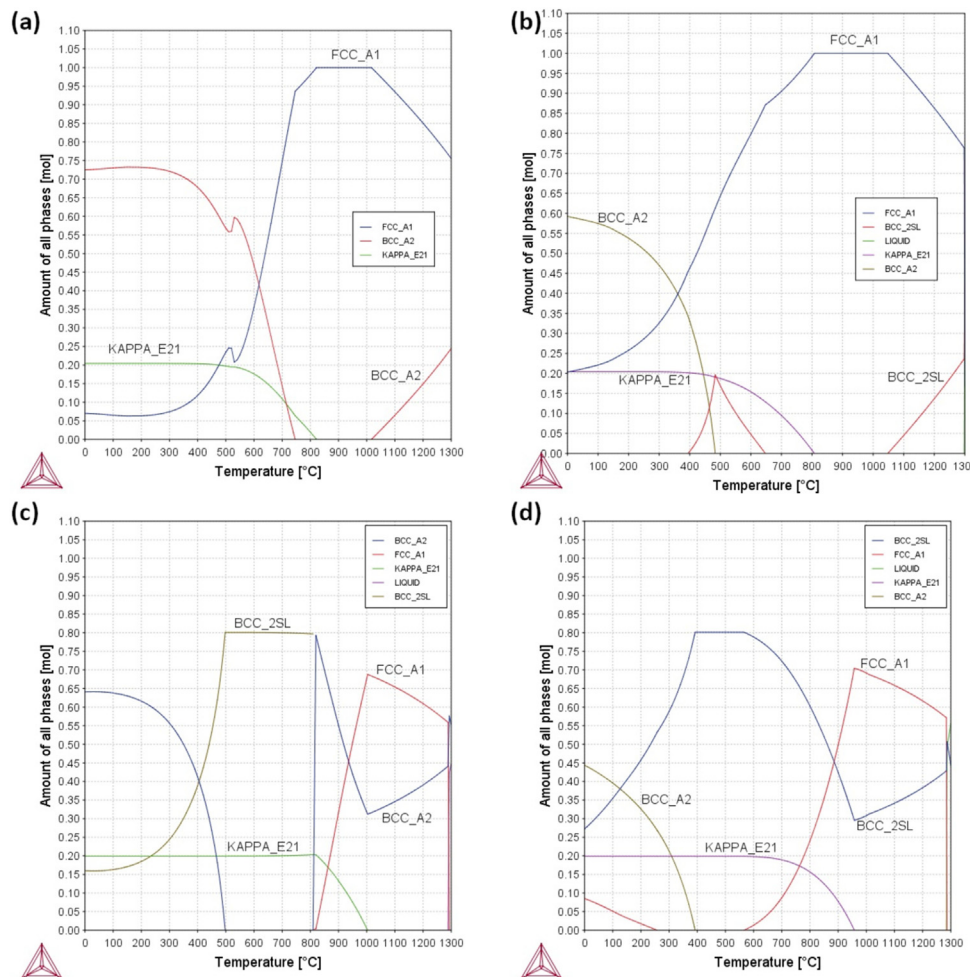 (a)
1.10
1.05
1.00
0.95
0.90
0.85
0.80
0.75
0.70
0.65
0.60
0.55
0.50
0.45
0.40
0.35
0.30
0.25
0.20
0.15
0.10
0.05
0.00
Amount of all phases [mol]
FCC_A1
KAPPA_E21
BCC_A2
FCC_A1
BCC_A2
KAPPA_E21
0 100 200 300 400 500 600 700 800 900 1000 1100 1200 1300
Temperature [°C]
(b)
1.10
1.05
1.00
0.95
0.90
0.85
0.80
0.75
0.70
0.65
0.60
0.55
0.50
0.45
0.40
0.35
0.30
0.25
0.20
0.15
0.10
0.05
0.00
Amount of all phases [mol]
FCC_A1
BCC_A2
KAPPA_E21
BCC_2SL
FCC_A1
BCC_2SL
LIQUID
KAPPA_E21
BCC_A2
0 100 200 300 400 500 600 700 800 900 1000 1100 1200 1300
Temperature [°C]
(c)
1.10
1.05
1.00
0.95
0.90
0.85
0.80
0.75
0.70
0.65
0.60
0.55
0.50
0.45
0.40
0.35
0.30
0.25
0.20
0.15
0.10
0.05
0.00
Amount of all phases [mol]
BCC_A2
FCC_A1
KAPPA_E21
LIQUID
BCC_2SL
BCC_2SL
FCC_A1
KAPPA_E21
BCC_A2
0 100 200 300 400 500 600 700 800 900 1000 1100 1200 1300
Temperature [°C]
(d)
1.10
1.05
1.00
0.95
0.90
0.85
0.80
0.75
0.70
0.65
0.60
0.55
0.50
0.45
0.40
0.35
0.30
0.25
0.20
0.15
0.10
0.05
0.00
Amount of all phases [mol]
BCC_2SL
FCC_A1
LIQUID
KAPPA_E21
BCC_A2
FCC_A1
BCC_A2
KAPPA_E21
BCC_2SL
0 100 200 300 400 500 600 700 800 900 1000 1100 1200 1300
Temperature [°C]